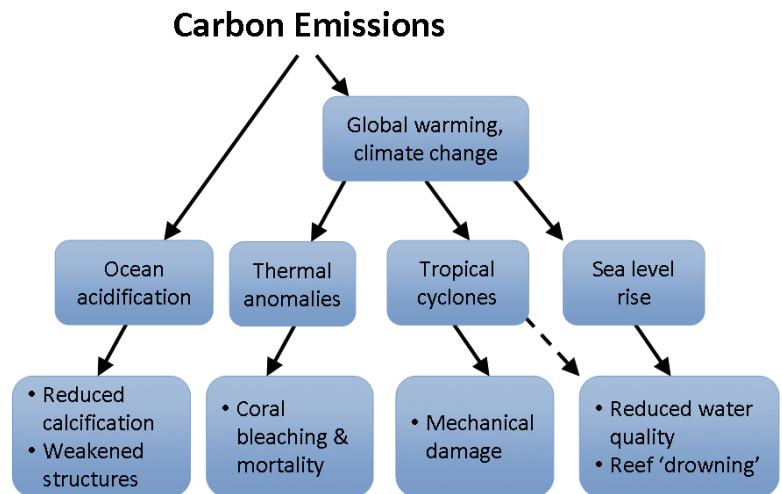 Carbon Emissions
Global warming,
climate change
Ocean
acidification
Thermal
anomalies
Tropical
cyclones
Sea level
rise
• Reduced
calcification
• Weakened
structures
• Coral
bleaching &
mortality
• Mechanical
damage
• Reduced water
quality
• Reef ‘drowning’